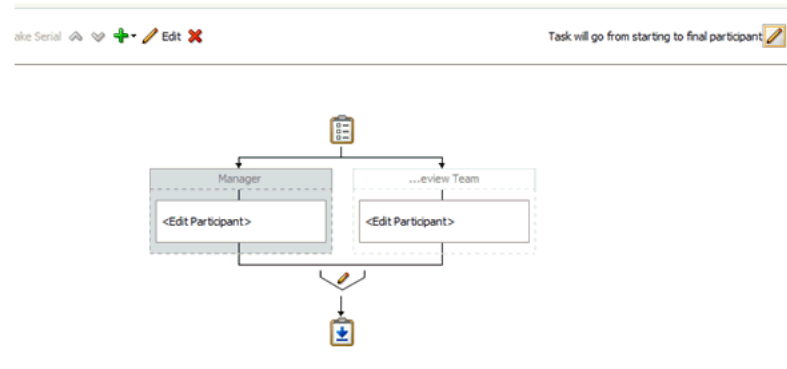 ake Serial Edit Task will go from starting to final participant
Manager ...eview Team
<Edit Participant> <Edit Participant>